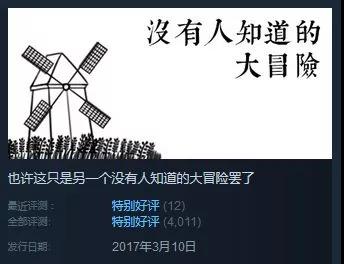 沒有人知道的
大冒險
也许这只是另一个没有人知道的大冒险罢了
最近评测: 特别好评 (12)
全部评测: 特别好评 (4,011)
发行日期: 2017年3月10日